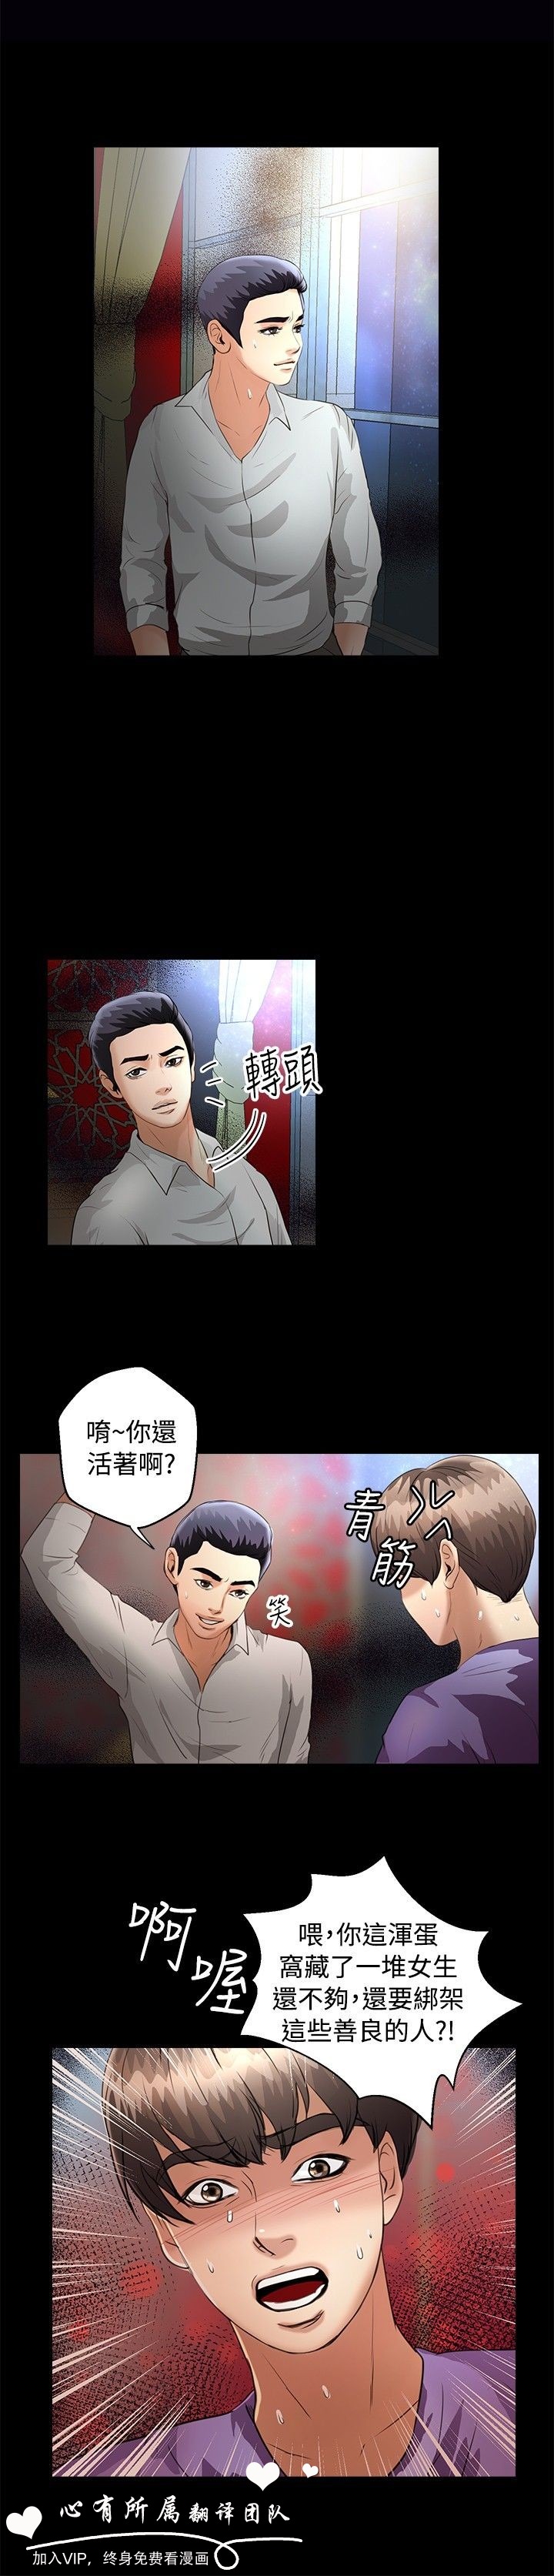 轉頭
唷~你還
活著啊?
青筋
笑
啊喔
喂,你這渾蛋
窩藏了一堆女生
還不夠,還要綁架
這些善良的人?!
心有所属翻译团队
加入VIP，终身免费看漫画